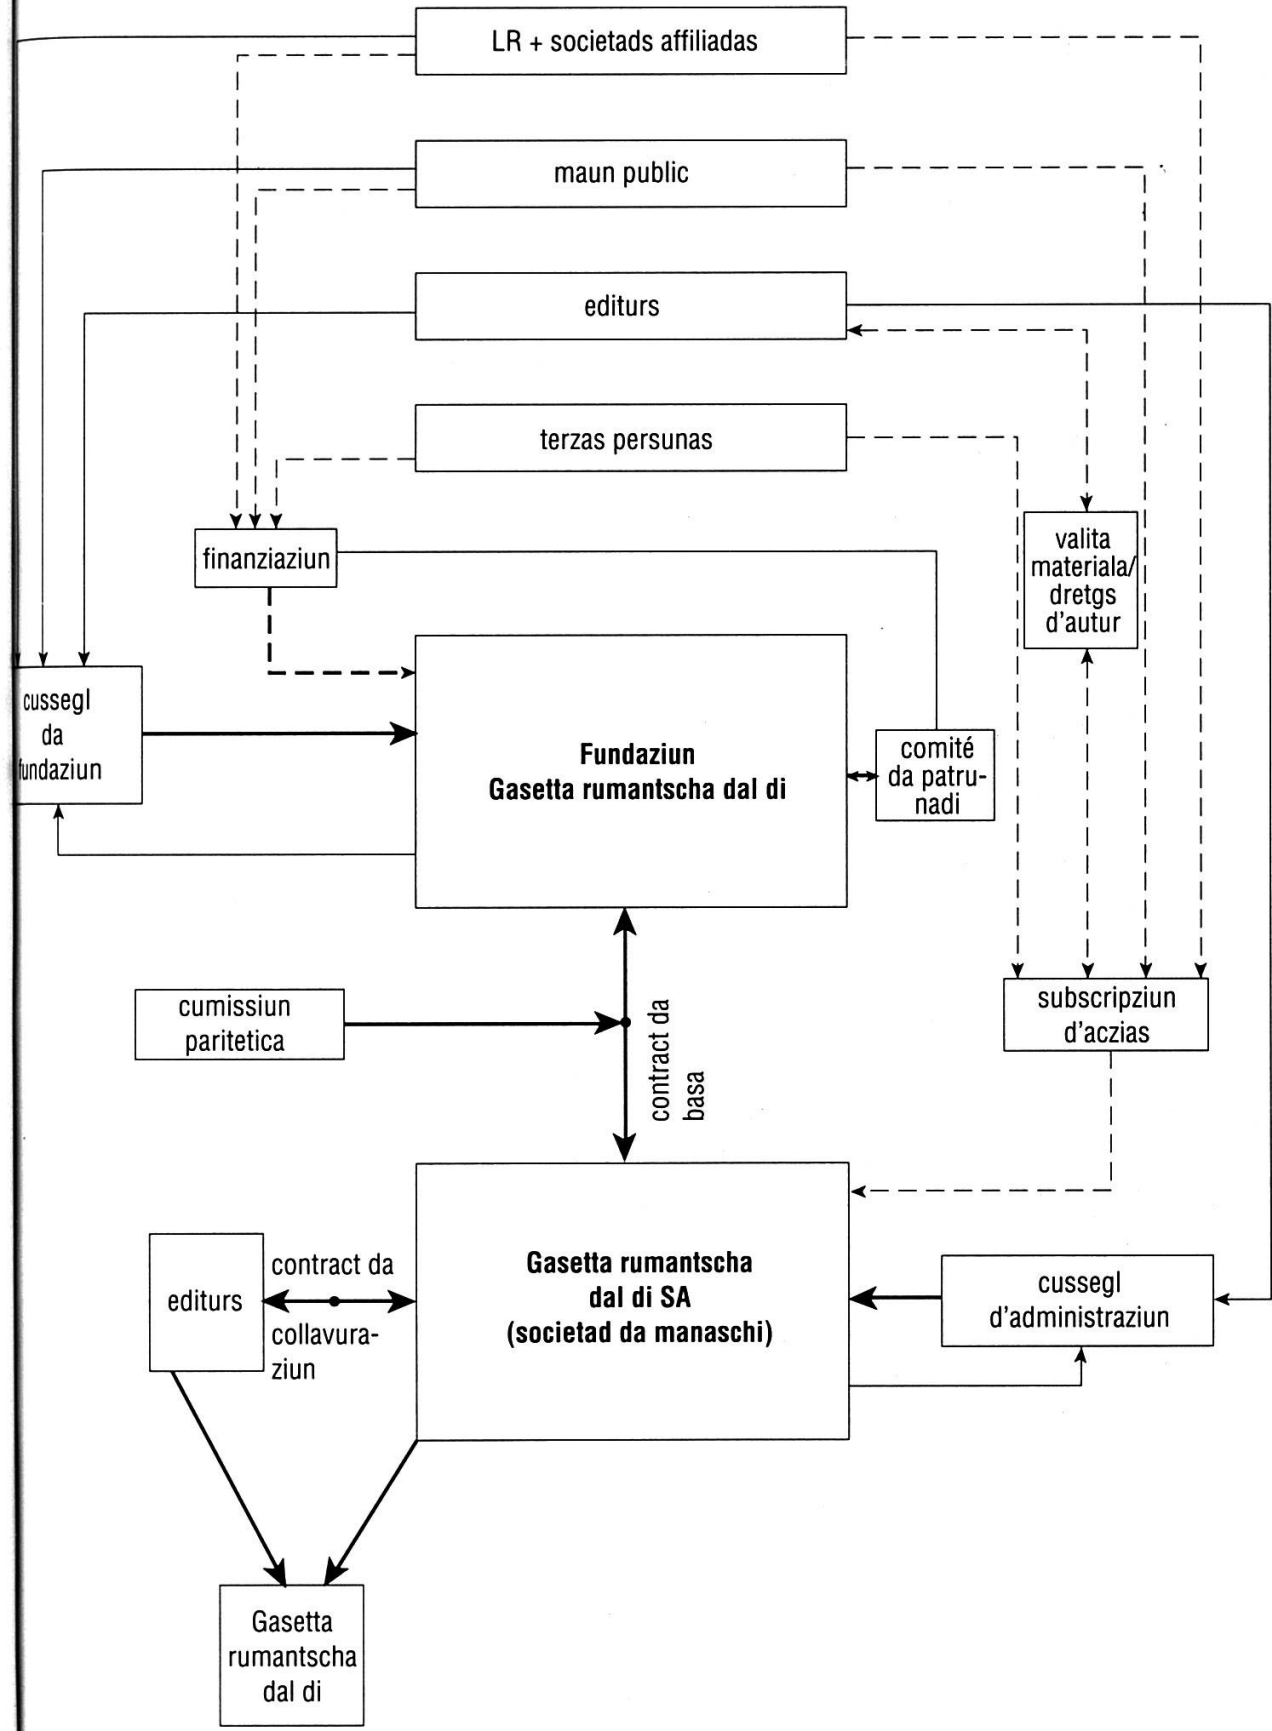 LR + societads affiliadas
maun public
editurs
terzas persunas
finanziaziun
valita
materiala/
dretgs
d'autur
cussegl
da
fundaziun
Fundaziun
Gasetta rumantscha dal di
comité
da patru-
nadi
cumissiun
paritetica
contract da
basa
subscripziun
d'aczias
editurs
contract da
collavura-
ziun
Gasetta rumantscha
dal di SA
(societad da manaschi)
cussegl
d'administraziun
Gasetta
rumantscha
dal di